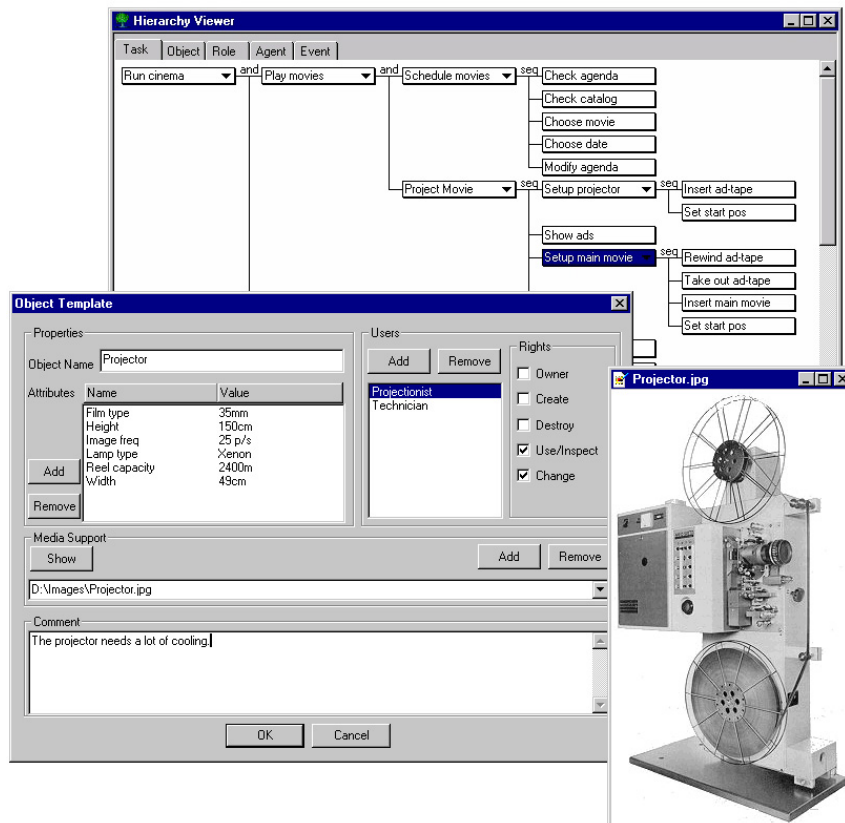 Hierarchy Viewer
Task Object Role Agent Event
Run cinema and Play movies and Schedule movies seq Check agenda
Check catalog
Choose movie
Choose date
Modify agenda
Project Movie seq Setup projector seq Insert ad-tape
Set start pos
Show ads
Setup main movie seq Rewind ad-tape
Take out ad-tape
Insert main movie
Set start pos
Object Template
Properties
Object Name Projector
Attributes Name Value
Film type 35mm
Height 150cm
Image freq 25 p/s
Lamp type Xenon
Reel capacity 2400m
Width 49cm
Add
Remove
Users
Add Remove
Projectionist
Technician
Rights
Owner
Create
Destroy
Use/Inspect
Change
Media Support
Show Add Remove
D:\Images\Projector.jpg
Comment
The projector needs a lot of cooling.
OK Cancel
Projector.jpg